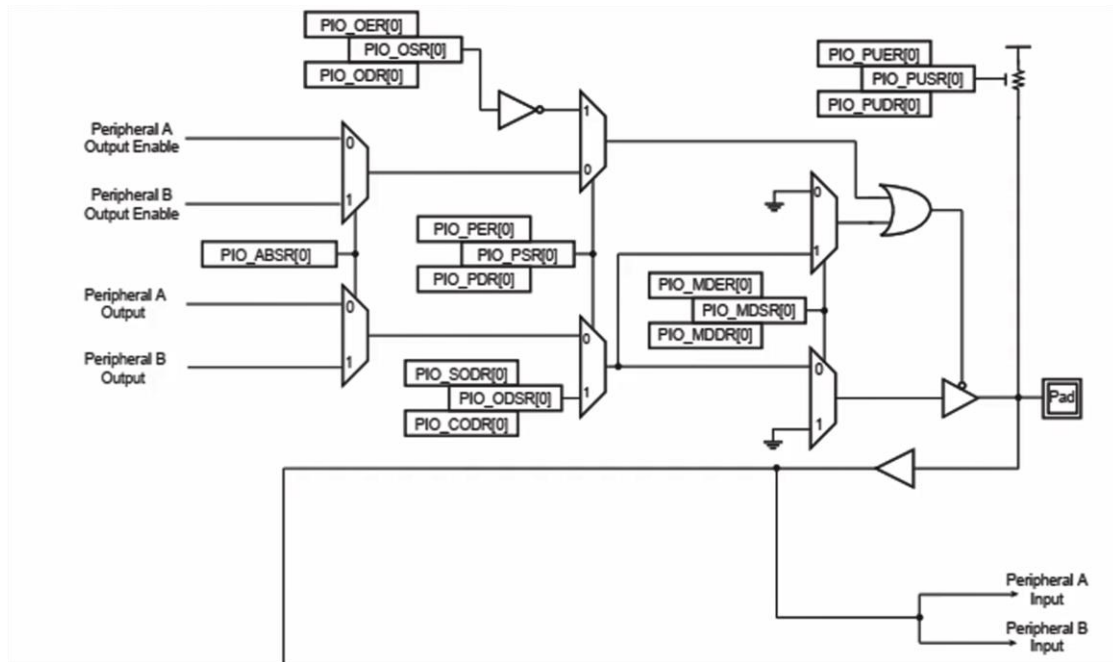 PIO_OER[0]
PIO_OSR[0]
PIO_ODR[0]
PIO_PUER[0]
PIO_PUSR[0]
PIO_PUDR[0]
1
Peripheral A
Output Enable
0
0
Peripheral B
Output Enable
1
0
PIO_PER[0]
PIO_PSR[0]
PIO_PDR[0]
PIO_ABSR[0]
1
Peripheral A
Output
0
PIO_MDER[0]
PIO_MDSR[0]
PIO_MDDR[0]
0
Peripheral B
Output
1
PIO_SODR[0]
PIO_ODSR[0]
PIO_CODR[0]
1
0
1
Pad
Peripheral A
Input
Peripheral B
Input